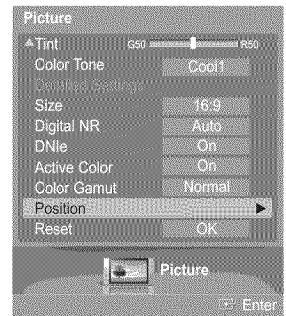 Picture
Tint G50 R50
Color Tone Cool1
Detailed Settings
Size 16:9
Digital NR Auto
DNIe On
Active Color On
Color Gamut Normal
Position
Reset OK
Picture
Enter